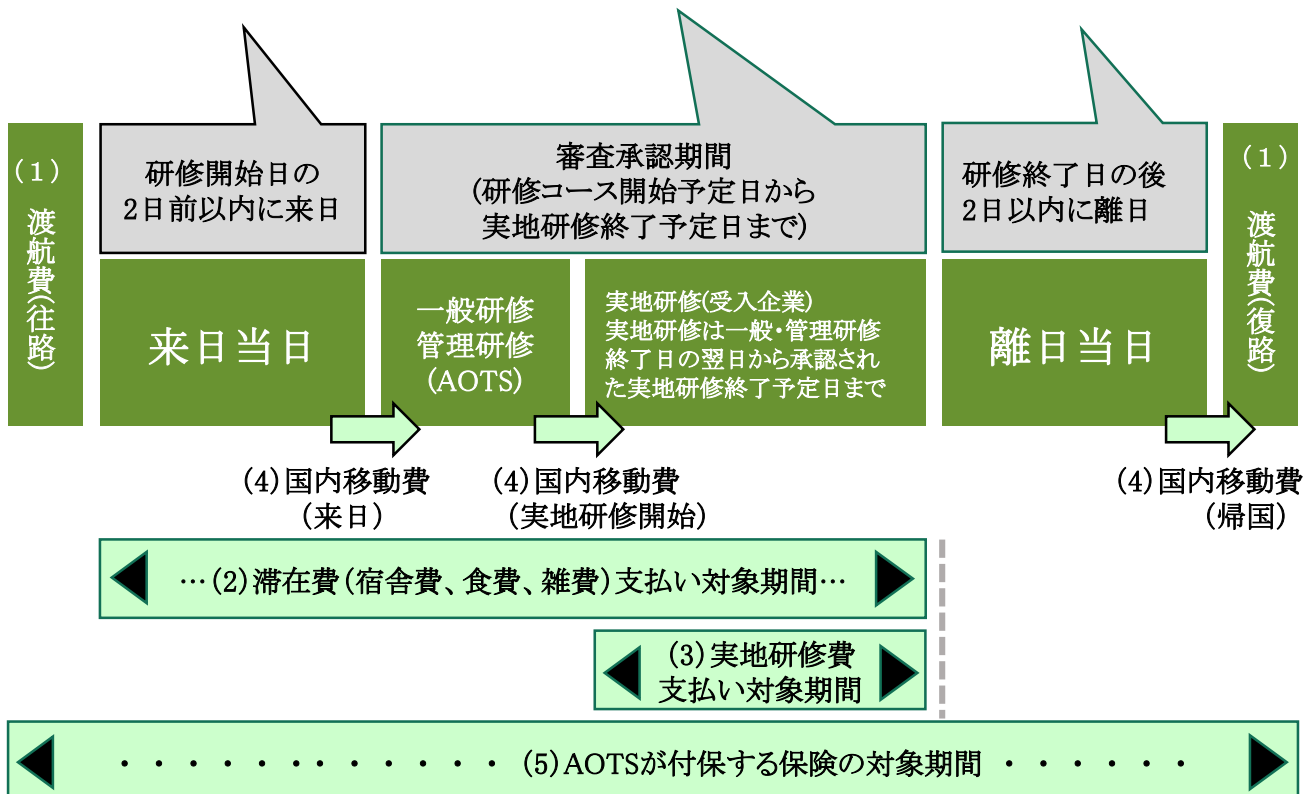 研修開始日の
2日前以内に来日
審査承認期間
(研修コース開始予定日から
実地研修終了予定日まで)
研修終了日の後
2日以内に離日
(1)
渡航費(往路)
来日当日
一般研修
管理研修
(AOTS)
実地研修(受入企業)
実地研修は一般・管理研修
終了日の翌日から承認され
た実地研修終了予定日まで
離日当日
(1)
渡航費(復路)
(4)国内移動費
(来日)
(4)国内移動費
(実地研修開始)
(4)国内移動費
(帰国)
…(2)滞在費(宿舎費、食費、雑費)支払い対象期間…
(3)実地研修費
支払い対象期間
・・・・・・・・・・・・(5)AOTSが付保する保険の対象期間・・・・・・